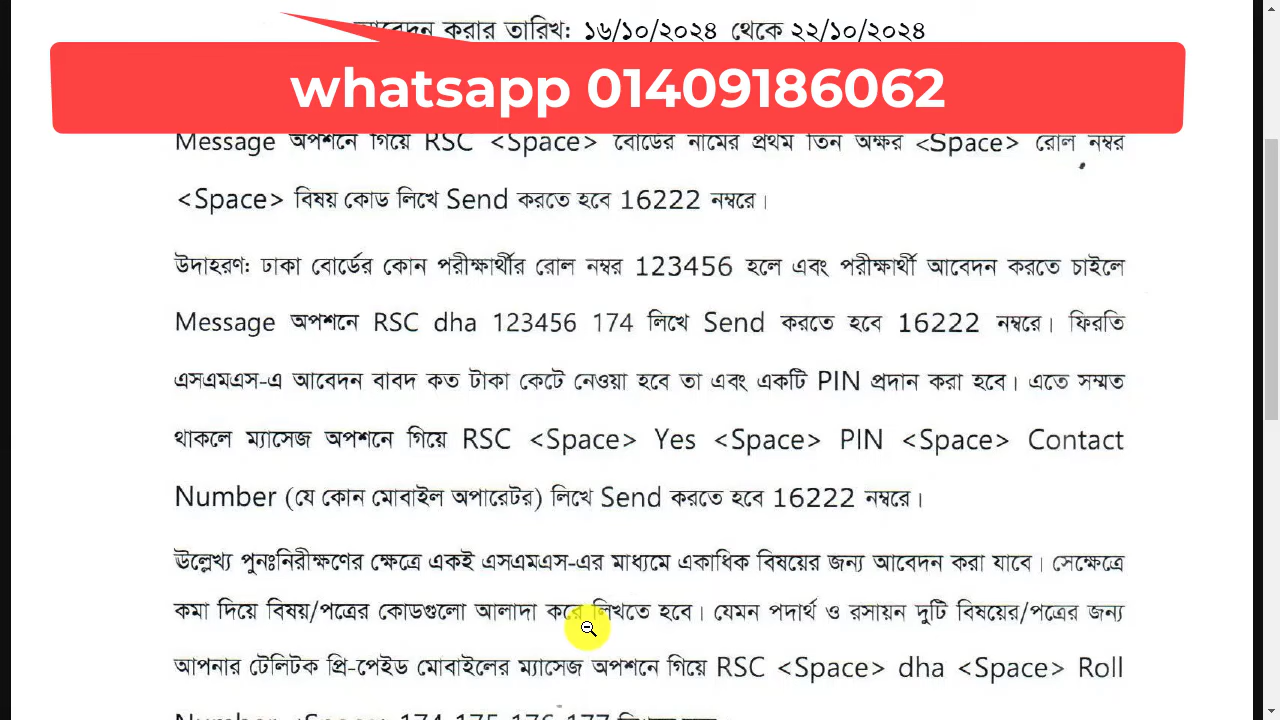 আবেদন করার তারিখ: ১৬/১০/২০২৪ থেকে ২২/১০/২০২৪
whatsapp 01409186062
Message অপশনে গিয়ে RSC <Space> বোর্ডের নামের প্রথম তিন অক্ষর <Space> রোল নম্বর
<Space> বিষয় কোড লিখে Send করতে হবে 16222 নম্বরে।
উদাহরণ: ঢাকা বোর্ডের কোন পরীক্ষার্থীর রোল নম্বর 123456 হলে এবং পরীক্ষার্থী আবেদন করতে চাইলে
Message অপশনে RSC dha 123456 174 লিখে Send করতে হবে 16222 নম্বরে। ফিরতি
এসএমএস-এ আবেদন বাবদ কত টাকা কেটে নেওয়া হবে তা এবং একটি PIN প্রদান করা হবে। এতে সম্মত
থাকলে ম্যাসেজ অপশনে গিয়ে RSC <Space> Yes <Space> PIN <Space> Contact
Number (যে কোন মোবাইল অপারেটর) লিখে Send করতে হবে 16222 নম্বরে।
উল্লেখ্য পুনঃনিরীক্ষণের ক্ষেত্রে একই এসএমএস-এর মাধ্যমে একাধিক বিষয়ের জন্য আবেদন করা যাবে। সেক্ষেত্রে
কমা দিয়ে বিষয়/পত্রের কোডগুলো আলাদা করে লিখতে হবে। যেমন পদার্থ ও রসায়ন দুটি বিষয়ের/পত্রের জন্য
আপনার টেলিটক প্রি-পেইড মোবাইলের ম্যাসেজ অপশনে গিয়ে RSC <Space> dha <Space> Roll